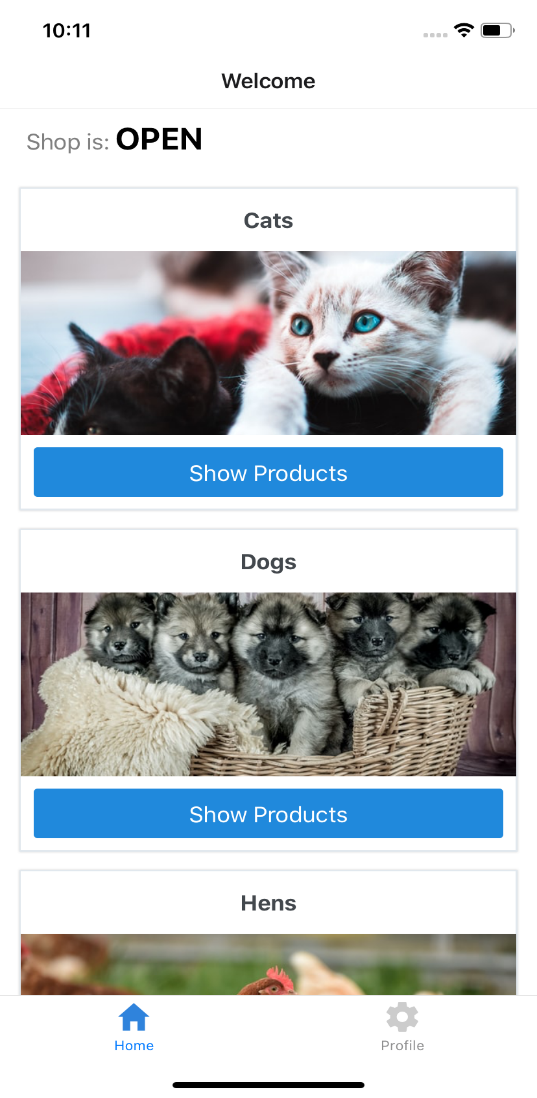 10:11
Welcome
Shop is: OPEN
Cats
Show Products
Dogs
Show Products
Hens
Home
Profile